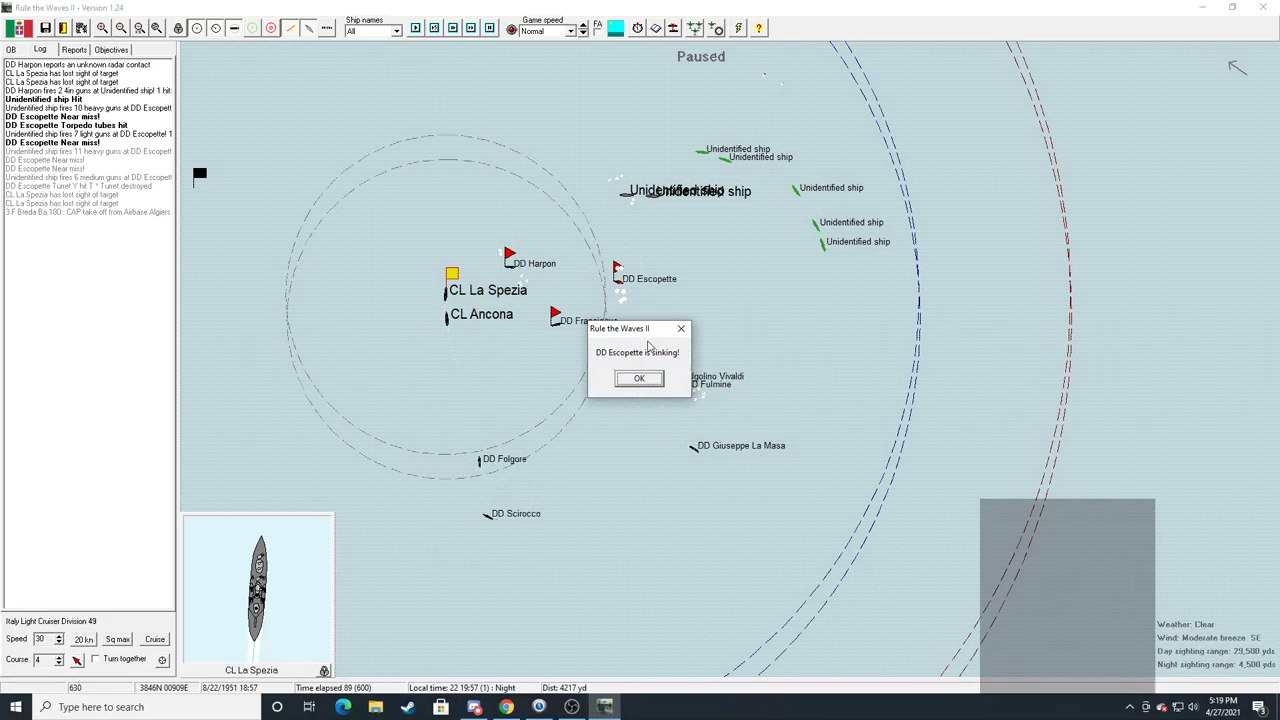 Rule the Waves II - Version 1.24
Ship names
All
Game speed
Normal
FA
OB
Log
Reports
Objectives
DD Harpon reports an unknown radar contact
CL La Spezia has lost sight of target
CL La Spezia has lost sight of target
DD Harpon fires 2 4in guns at Unidentified ship! 1 hit
Unidentified ship Hit
Unidentified ship fires 10 heavy guns at DD Escopett
DD Escopette Near miss!
DD Escopette Torpedo tubes hit
Unidentified ship fires 7 light guns at DD Escopette! 1
DD Escopette Near miss!
Unidentified ship fires 11 heavy guns at DD Escopett
DD Escopette Near miss!
DD Escopette Near miss!
Unidentified ship fires 6 medium guns at DD Escopett
DD Escopette Turret Y hit T * Turret destroyed
CL La Spezia has lost sight of target
CL La Spezia has lost sight of target
3 F Breda Ba.180 : CAP take off from Airbase Algiers
Paused
Unidentified ship
Unidentified ship
Unidentified ship
Unidentified ship
Unidentified ship
Unidentified ship
Unidentified ship
DD Harpon
DD Escopette
CL La Spezia
CL Ancona
DD Francisque
Rule the Waves II
DD Escopette is sinking!
OK
Ugolino Vivaldi
D Fulmine
DD Giuseppe La Masa
DD Folgore
DD Scirocco
Italy Light Cruiser Division 49
Speed 30 20 kn Sq max Cruise
Course 4 Turn together
CL La Spezia
Weather: Clear
Wind: Moderate breeze SE
Day sighting range: 29,500 yds
Night sighting range: 4,500 yds
630
3846N 00909E
8/22/1951 18:57
Time elapsed 89 (600)
Local time: 22 19:57 (1) : Night
Dist: 4217 yd
Type here to search
5:19 PM
4/27/2021
3